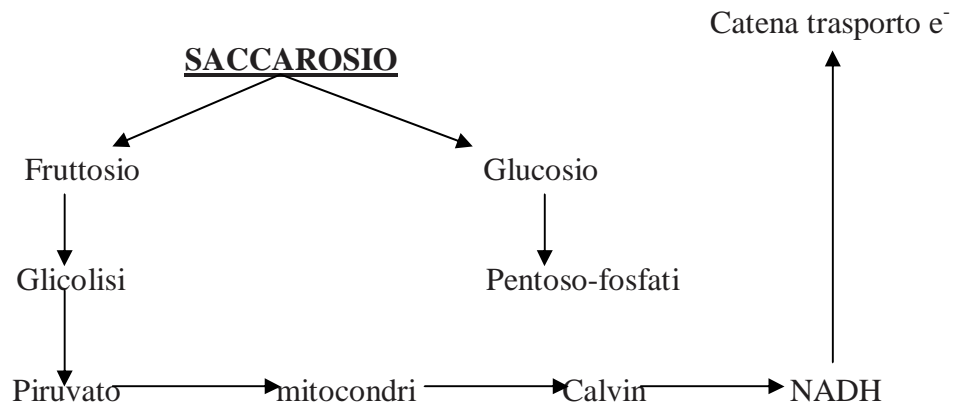 Catena trasporto e⁻
SACCAROSIO
Fruttosio Glucosio
Glicolisi Pentoso-fosfati
Piruvato mitocondri Calvin NADH